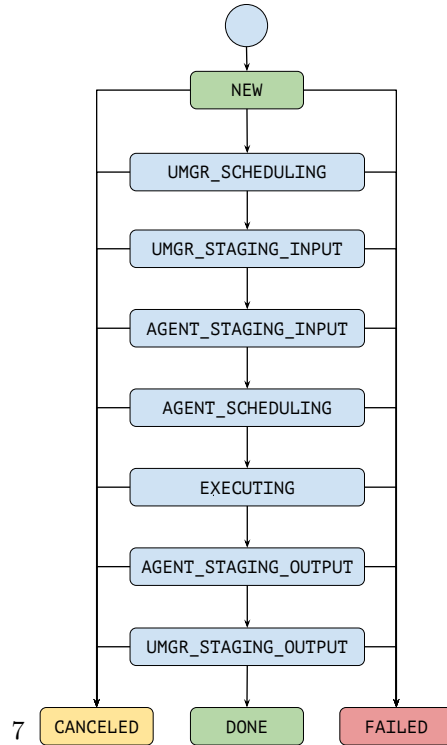 NEW
UMGR_SCHEDULING
UMGR_STAGING_INPUT
AGENT_STAGING_INPUT
AGENT_SCHEDULING
EXECUTING
AGENT_STAGING_OUTPUT
UMGR_STAGING_OUTPUT
7 CANCELED DONE FAILED